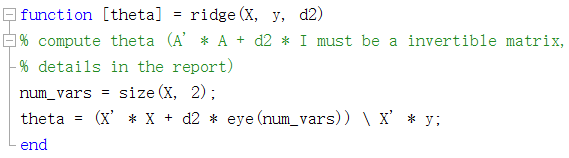 function [theta] = ridge(X, y, d2)
% compute theta (A' * A + d2 * I must be a invertible matrix,
% details in the report)
num_vars = size(X, 2);
theta = (X' * X + d2 * eye(num_vars)) \ X' * y;
end